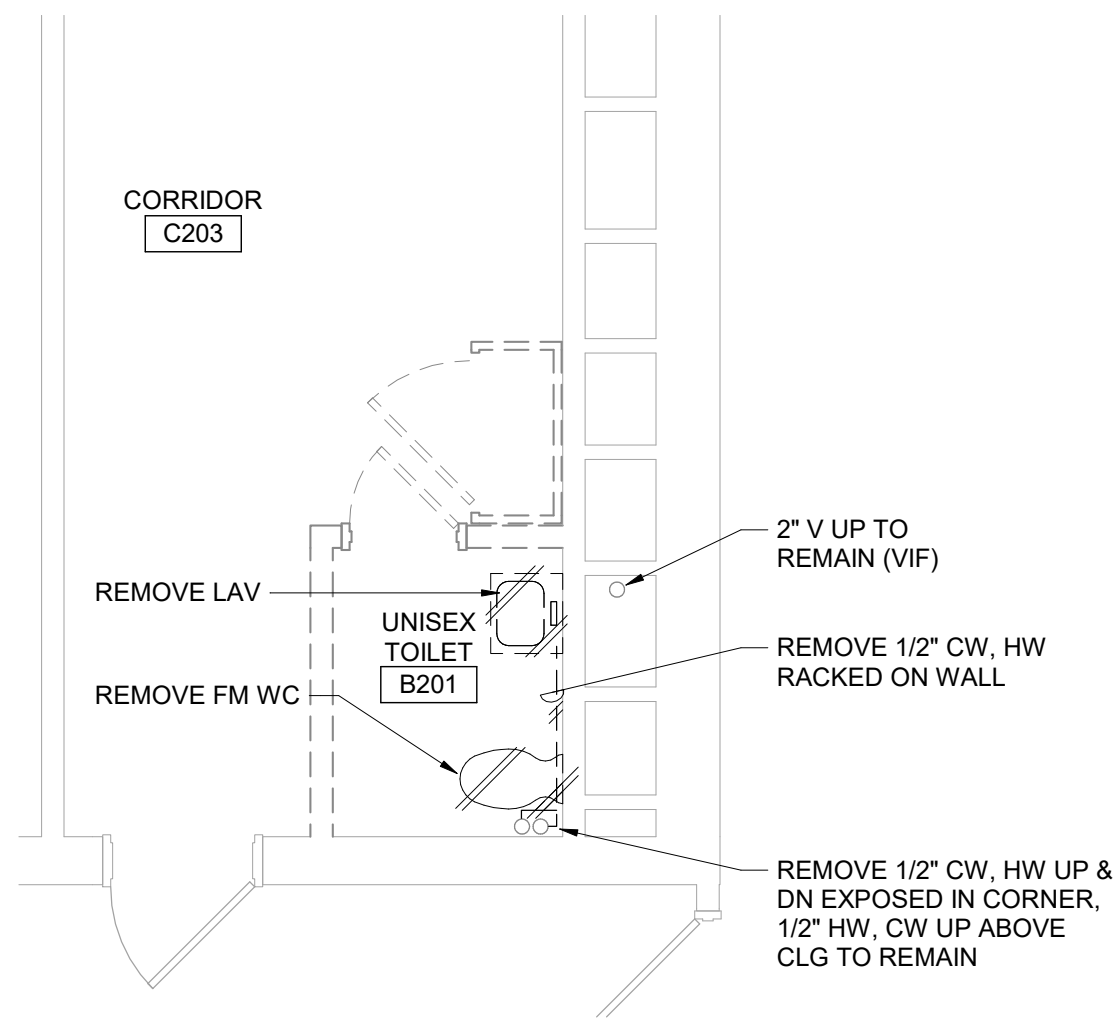 CORRIDOR
C203
2" V UP TO
REMAIN (VIF)
REMOVE LAV
UNISEX
TOILET
B201
REMOVE 1/2" CW, HW
RACKED ON WALL
REMOVE FM WC
REMOVE 1/2" CW, HW UP &
DN EXPOSED IN CORNER,
1/2" HW, CW UP ABOVE
CLG TO REMAIN